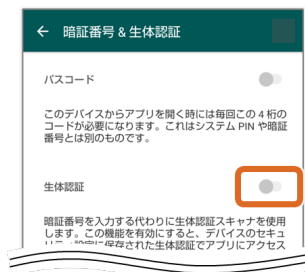 ← 暗証番号 & 生体認証
パスコード
このデバイスからアプリを開く時には毎回この 4 桁の
コードが必要になります。これはシステム PIN や暗証
番号とは別のものです。
生体認証
暗証番号を入力する代わりに生体認証スキャナを使用
します。この機能を有効にすると、デバイスのセキュ
リティ設定に保存された生体認証でアプリにアクセス